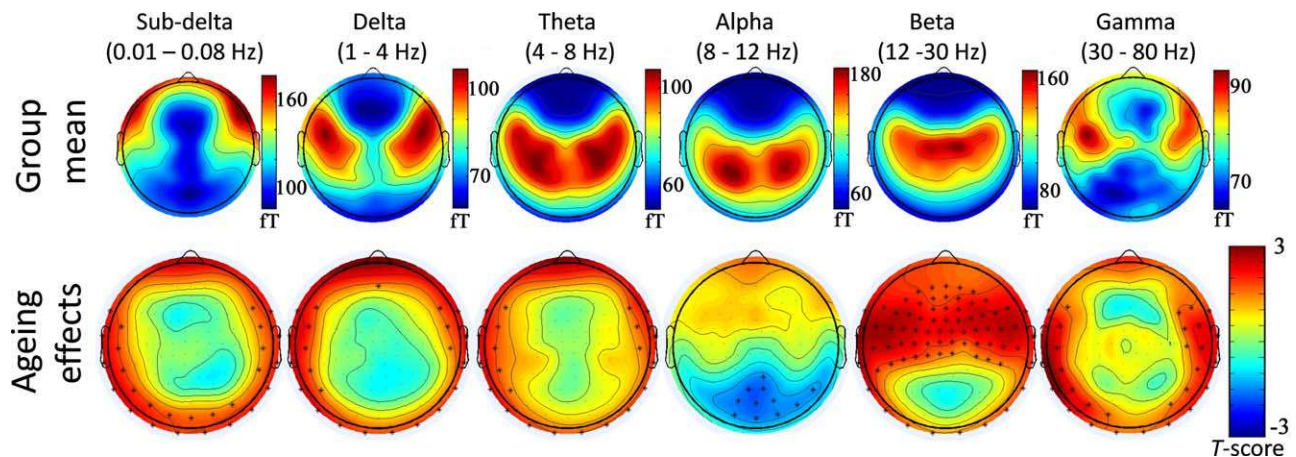 Sub-delta Delta Theta Alpha Beta Gamma
(0.01 – 0.08 Hz) (1 - 4 Hz) (4 - 8 Hz) (8 - 12 Hz) (12 -30 Hz) (30 - 80 Hz)
Group
mean
160 100 fT
100 70 fT
100 60 fT
180 60 fT
160 80 fT
90 70 fT
Ageing
effects
3
-3
T-score